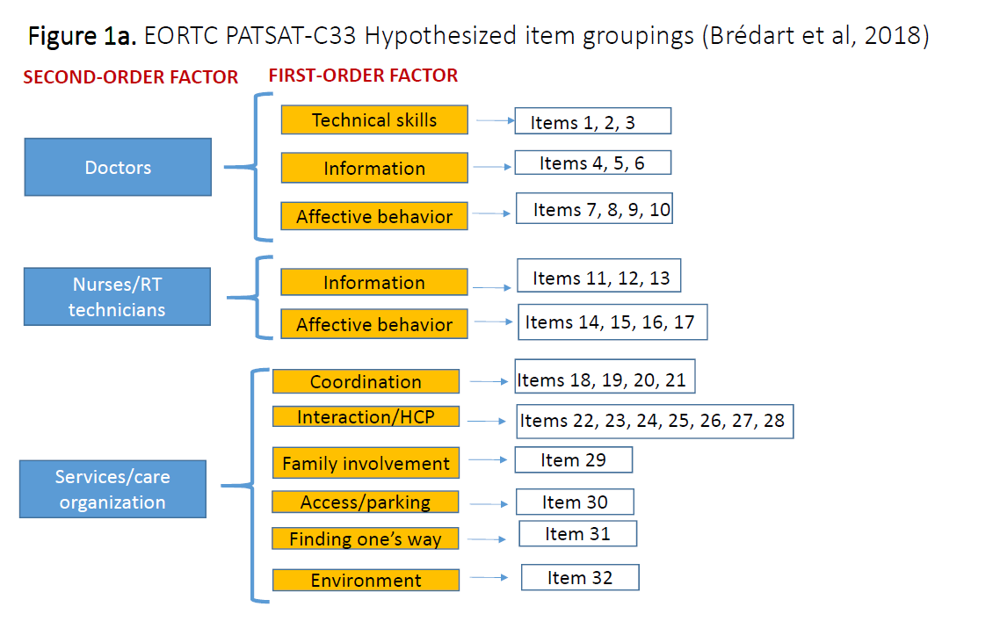 Figure 1a. EORTC PATSAT-C33 Hypothesized item groupings (Brédart et al, 2018)
SECOND-ORDER FACTOR
FIRST-ORDER FACTOR
Doctors
Technical skills
Items 1, 2, 3
Information
Items 4, 5, 6
Affective behavior
Items 7, 8, 9, 10
Nurses/RT
technicians
Information
Items 11, 12, 13
Affective behavior
Items 14, 15, 16, 17
Services/care
organization
Coordination
Items 18, 19, 20, 21
Interaction/HCP
Items 22, 23, 24, 25, 26, 27, 28
Family involvement
Item 29
Access/parking
Item 30
Finding one’s way
Item 31
Environment
Item 32